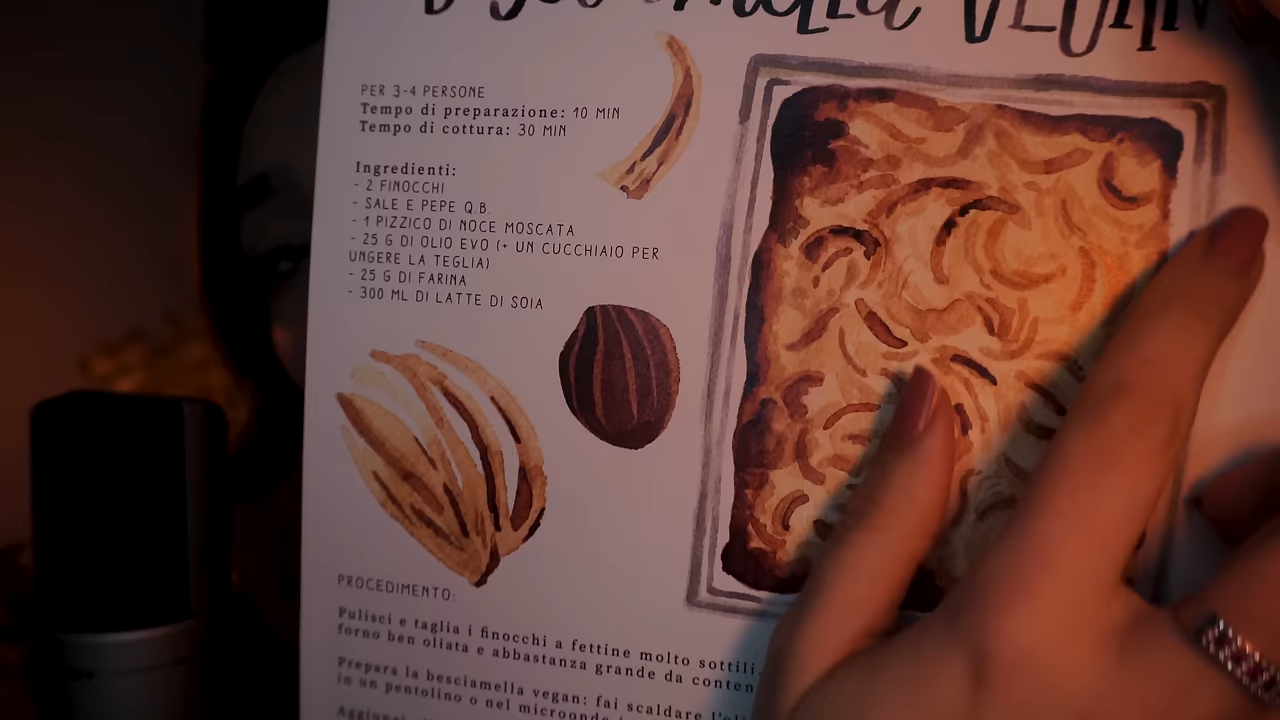 VEGAN
PER 3-4 PERSONE
Tempo di preparazione: 10 MIN
Tempo di cottura: 30 MIN
Ingredienti:
- 2 FINOCCHI
- SALE E PEPE Q.B.
- 1 PIZZICO DI NOCE MOSCATA
- 25 G DI OLIO EVO (+ UN CUCCHIAIO PER
UNGERE LA TEGLIA)
- 25 G DI FARINA
- 300 ML DI LATTE DI SOIA
PROCEDIMENTO:
Pulisci e taglia i finocchi a fettine molto sottili
forno ben oliata e abbastanza grande da
Prepara la besciamella vegan: fai scaldare
in un pentolino o nel